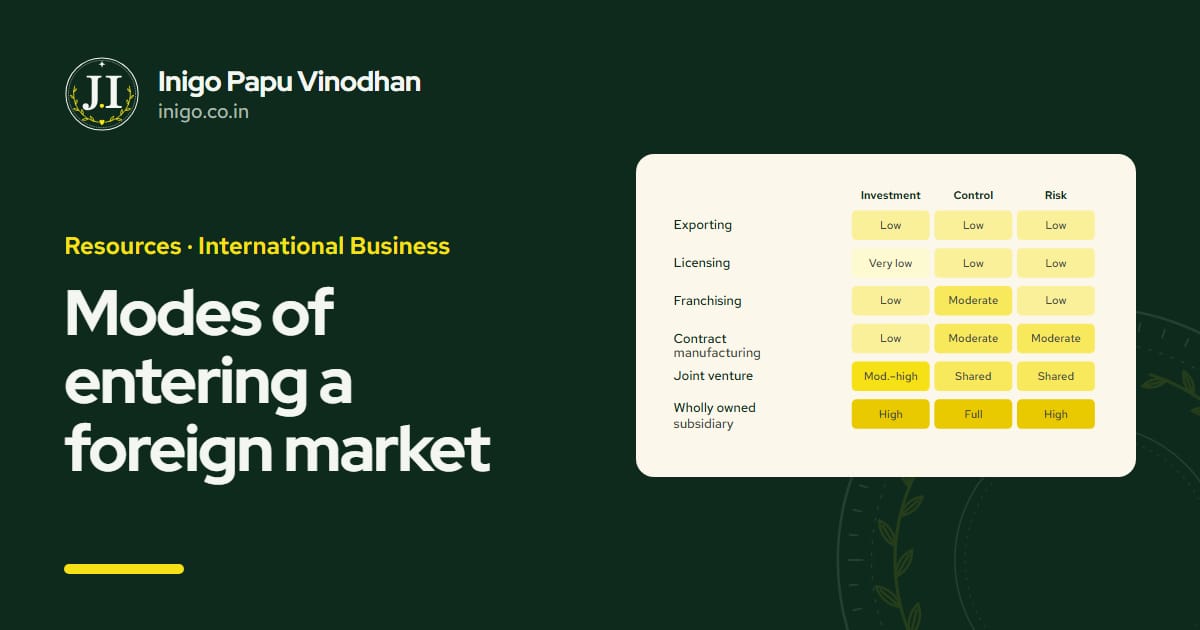 J.I
Inigo Papu Vinodhan
inigo.co.in
Resources · International Business
Modes of
entering a
foreign market
Investment Control Risk
Exporting Low Low Low
Licensing Very low Low Low
Franchising Low Moderate Low
Contract
manufacturing Low Moderate Moderate
Joint venture Mod.–high Shared Shared
Wholly owned
subsidiary High Full High